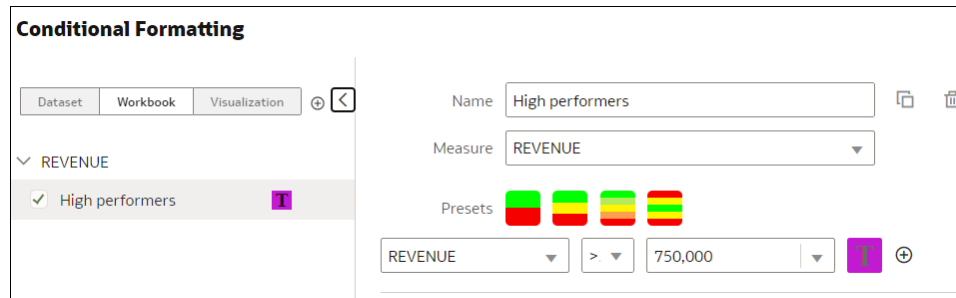 Conditional Formatting
Dataset Workbook Visualization
REVENUE
High performers T
Name High performers
Measure REVENUE
Presets
REVENUE > 750,000 T